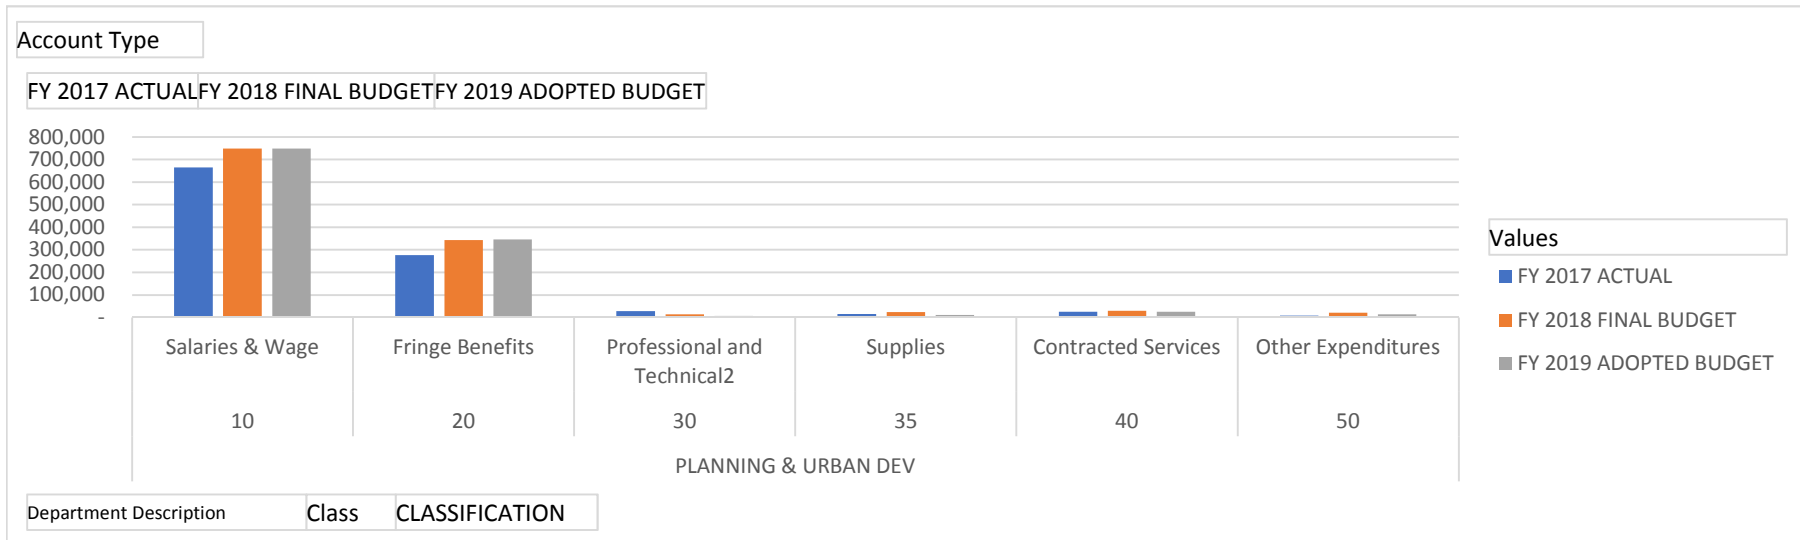 Account Type
FY 2017 ACTUAL FY 2018 FINAL BUDGET FY 2019 ADOPTED BUDGET
800,000
700,000
600,000
500,000
400,000
300,000
200,000
100,000
-
Salaries & Wage
Fringe Benefits
Professional and
Technical2
Supplies
Contracted Services
Other Expenditures
10 20 30 35 40 50
PLANNING & URBAN DEV
Values
FY 2017 ACTUAL
FY 2018 FINAL BUDGET
FY 2019 ADOPTED BUDGET
Department Description Class CLASSIFICATION